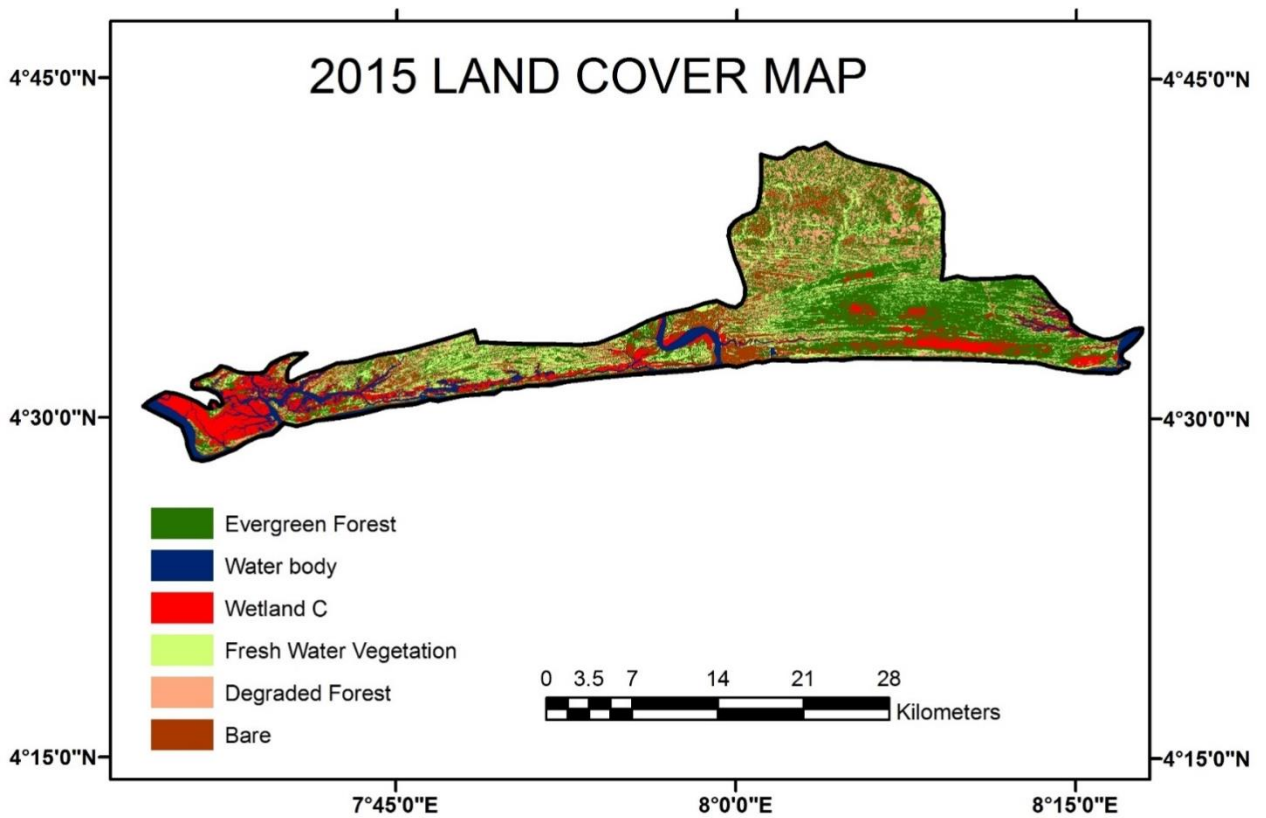 2015 LAND COVER MAP
4°45'0"N
4°45'0"N
4°30'0"N
4°30'0"N
Evergreen Forest
Water body
Wetland C
Fresh Water Vegetation
Degraded Forest
Bare
0 3.5 7 14 21 28
Kilometers
4°15'0"N
4°15'0"N
7°45'0"E 8°0'0"E 8°15'0"E